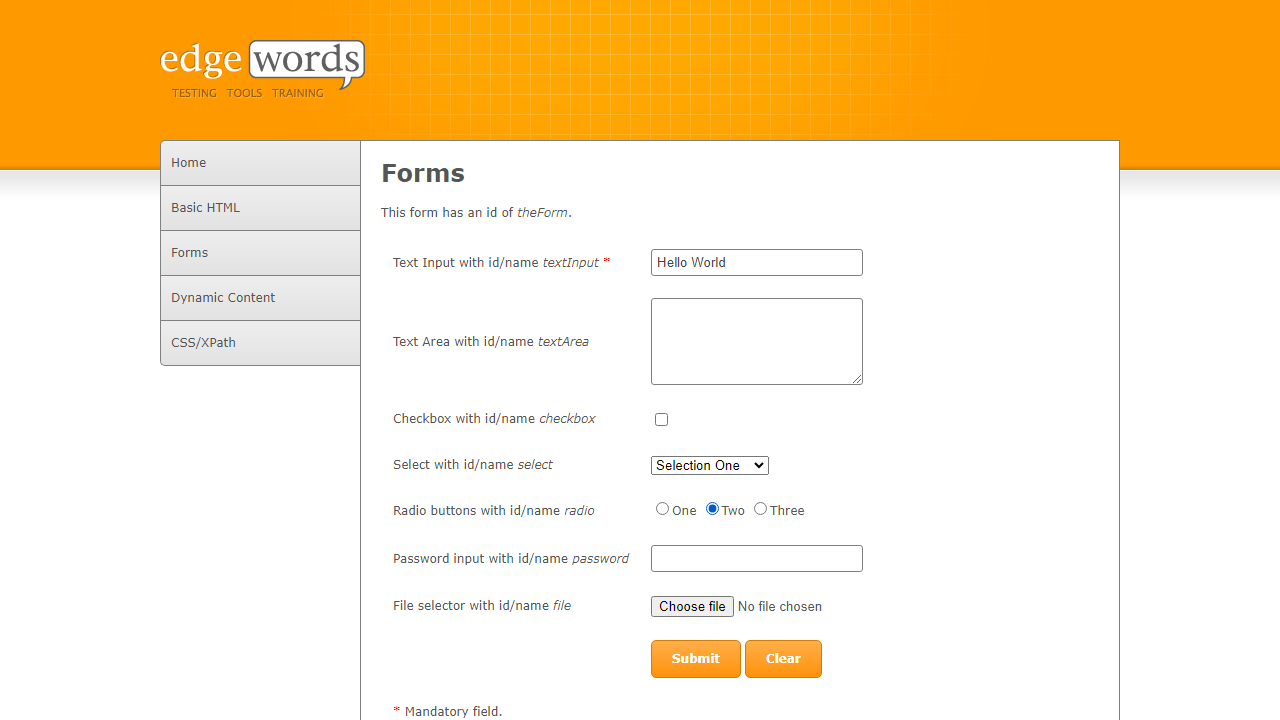 edge words
TESTING TOOLS TRAINING
Home
Basic HTML
Forms
Dynamic Content
CSS/XPath
Forms
This form has an id of theForm.
Text Input with id/name textInput * Hello World
Text Area with id/name textArea
Checkbox with id/name checkbox
Select with id/name select Selection One
Radio buttons with id/name radio One Two Three
Password input with id/name password
File selector with id/name file Choose file No file chosen
Submit Clear
* Mandatory field.